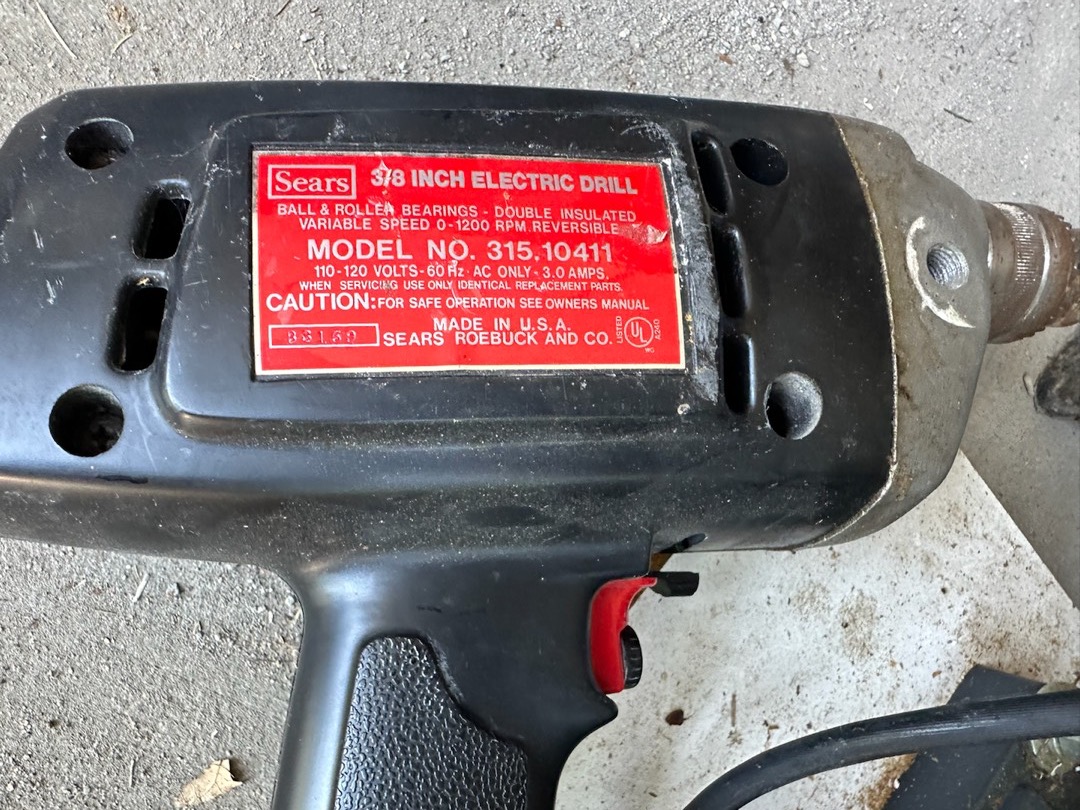 Sears
3/8 INCH ELECTRIC DRILL
BALL & ROLLER BEARINGS - DOUBLE INSULATED
VARIABLE SPEED 0-1200 RPM REVERSIBLE
MODEL NO. 315.10411
110-120 VOLTS - 60 Hz - AC ONLY - 3.0 AMPS.
WHEN SERVICING USE ONLY IDENTICAL REPLACEMENT PARTS.
CAUTION: FOR SAFE OPERATION SEE OWNERS MANUAL
MADE IN U.S.A.
SEARS ROEBUCK AND CO.
LISTED
UL